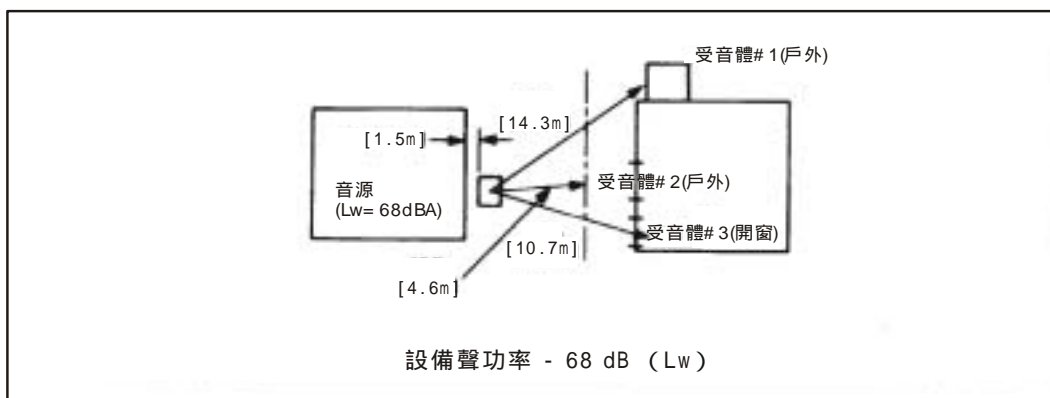 受音體#1(戶外)
[14.3m]
[1.5m]
音源
(Lw=68dBA)
受音體#2(戶外)
受音體#3(開窗)
[10.7m]
[4.6m]
設備聲功率 - 68 dB (Lw)